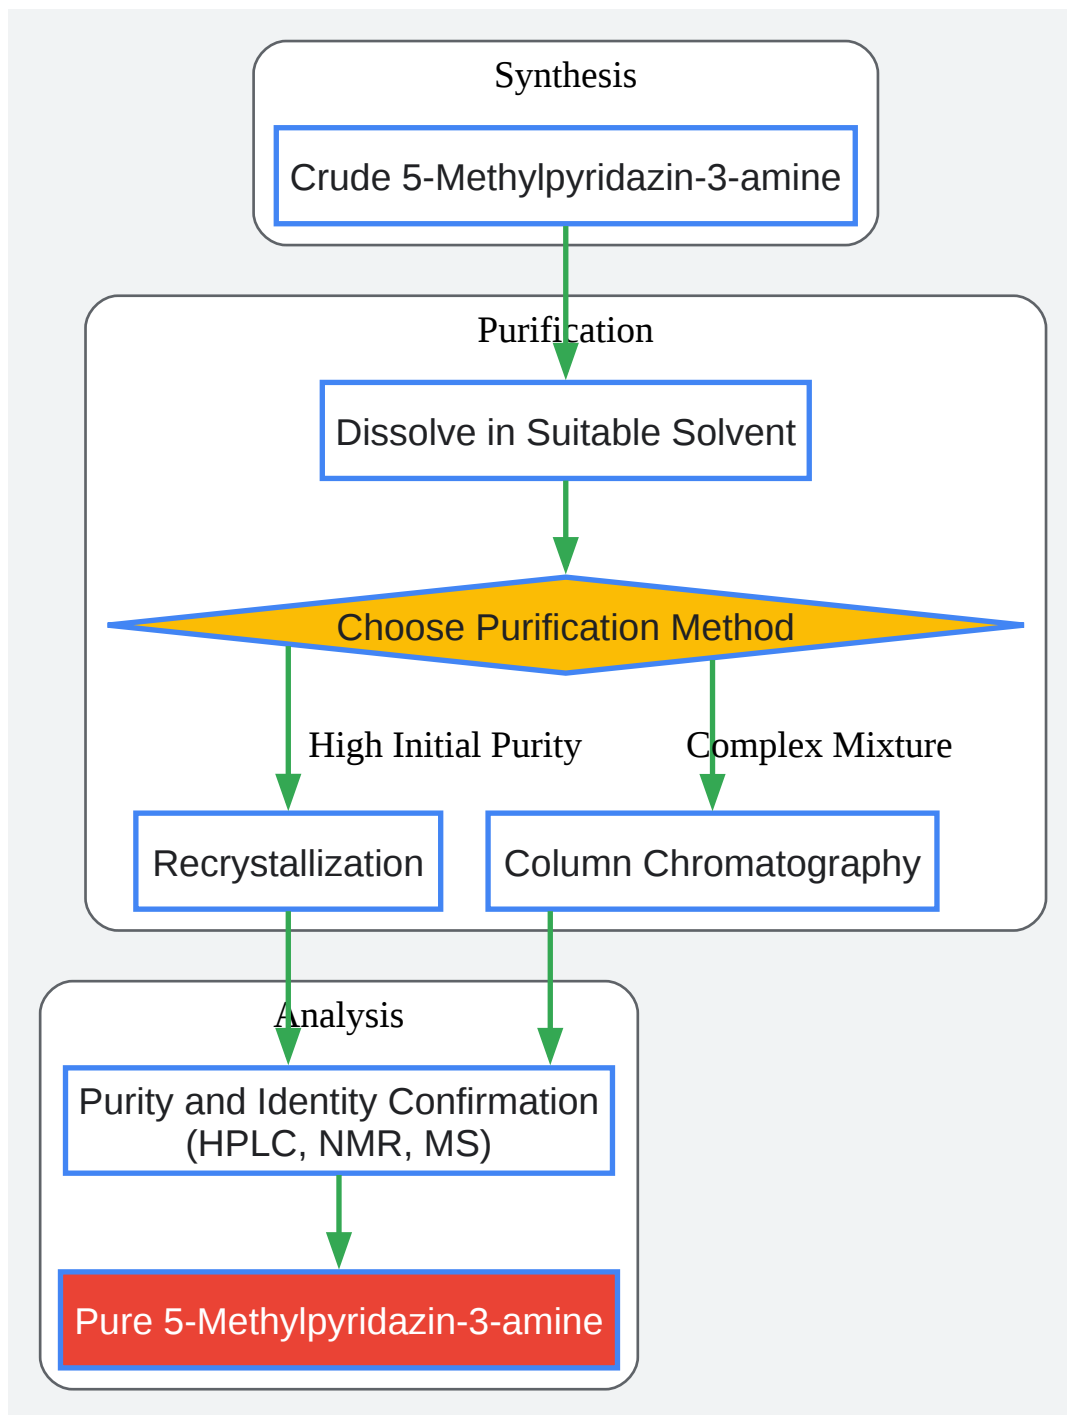 Synthesis
Crude 5-Methylpyridazin-3-amine
Purification
Dissolve in Suitable Solvent
Choose Purification Method
High Initial Purity
Complex Mixture
Recrystallization
Column Chromatography
Analysis
Purity and Identity Confirmation
(HPLC, NMR, MS)
Pure 5-Methylpyridazin-3-amine